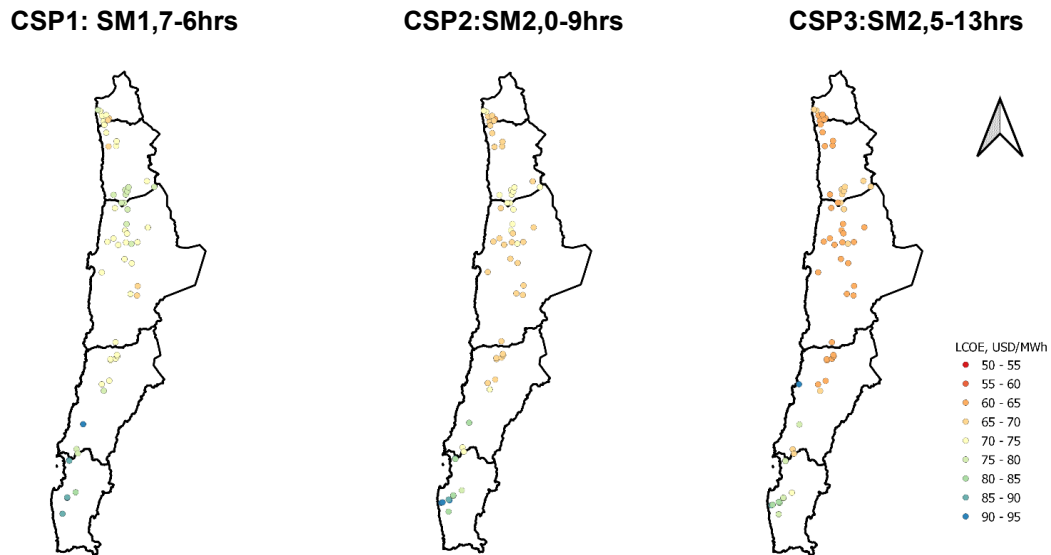 CSP1: SM1,7-6hrs
CSP2:SM2,0-9hrs
CSP3:SM2,5-13hrs
LCOE, USD/MWh
50 - 55
55 - 60
60 - 65
65 - 70
70 - 75
75 - 80
80 - 85
85 - 90
90 - 95